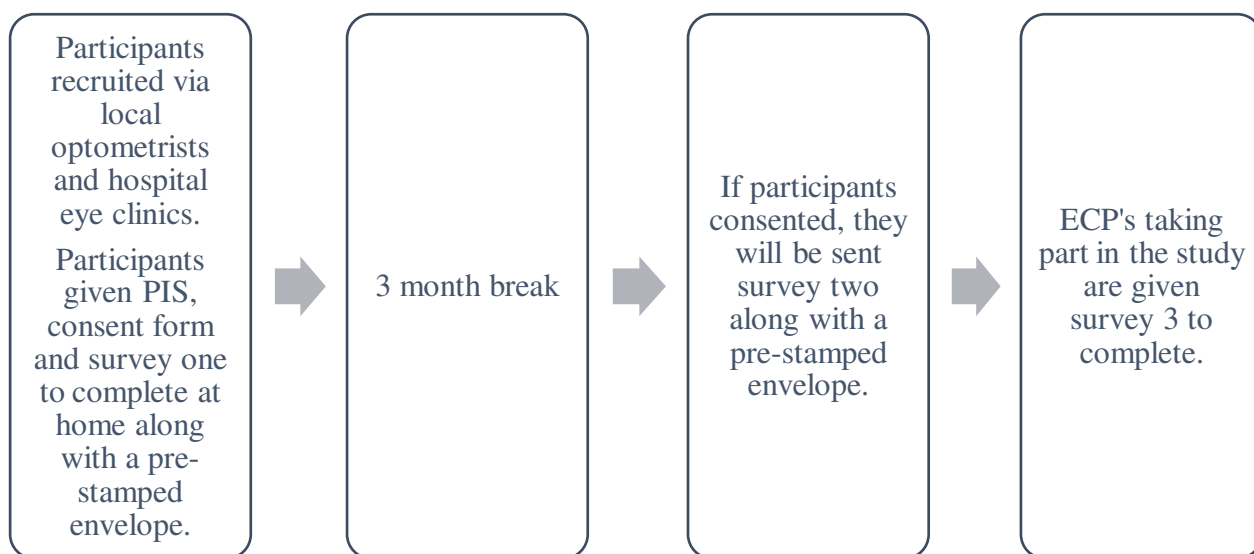 Participants
recruited via
local
optometrists
and hospital
eye clinics.
Participants
given PIS,
consent form
and survey one
to complete at
home along
with a pre-
stamped
envelope.
3 month break
If participants
consented, they
will be sent
survey two
along with a
pre-stamped
envelope.
ECP's taking
part in the study
are given
survey 3 to
complete.